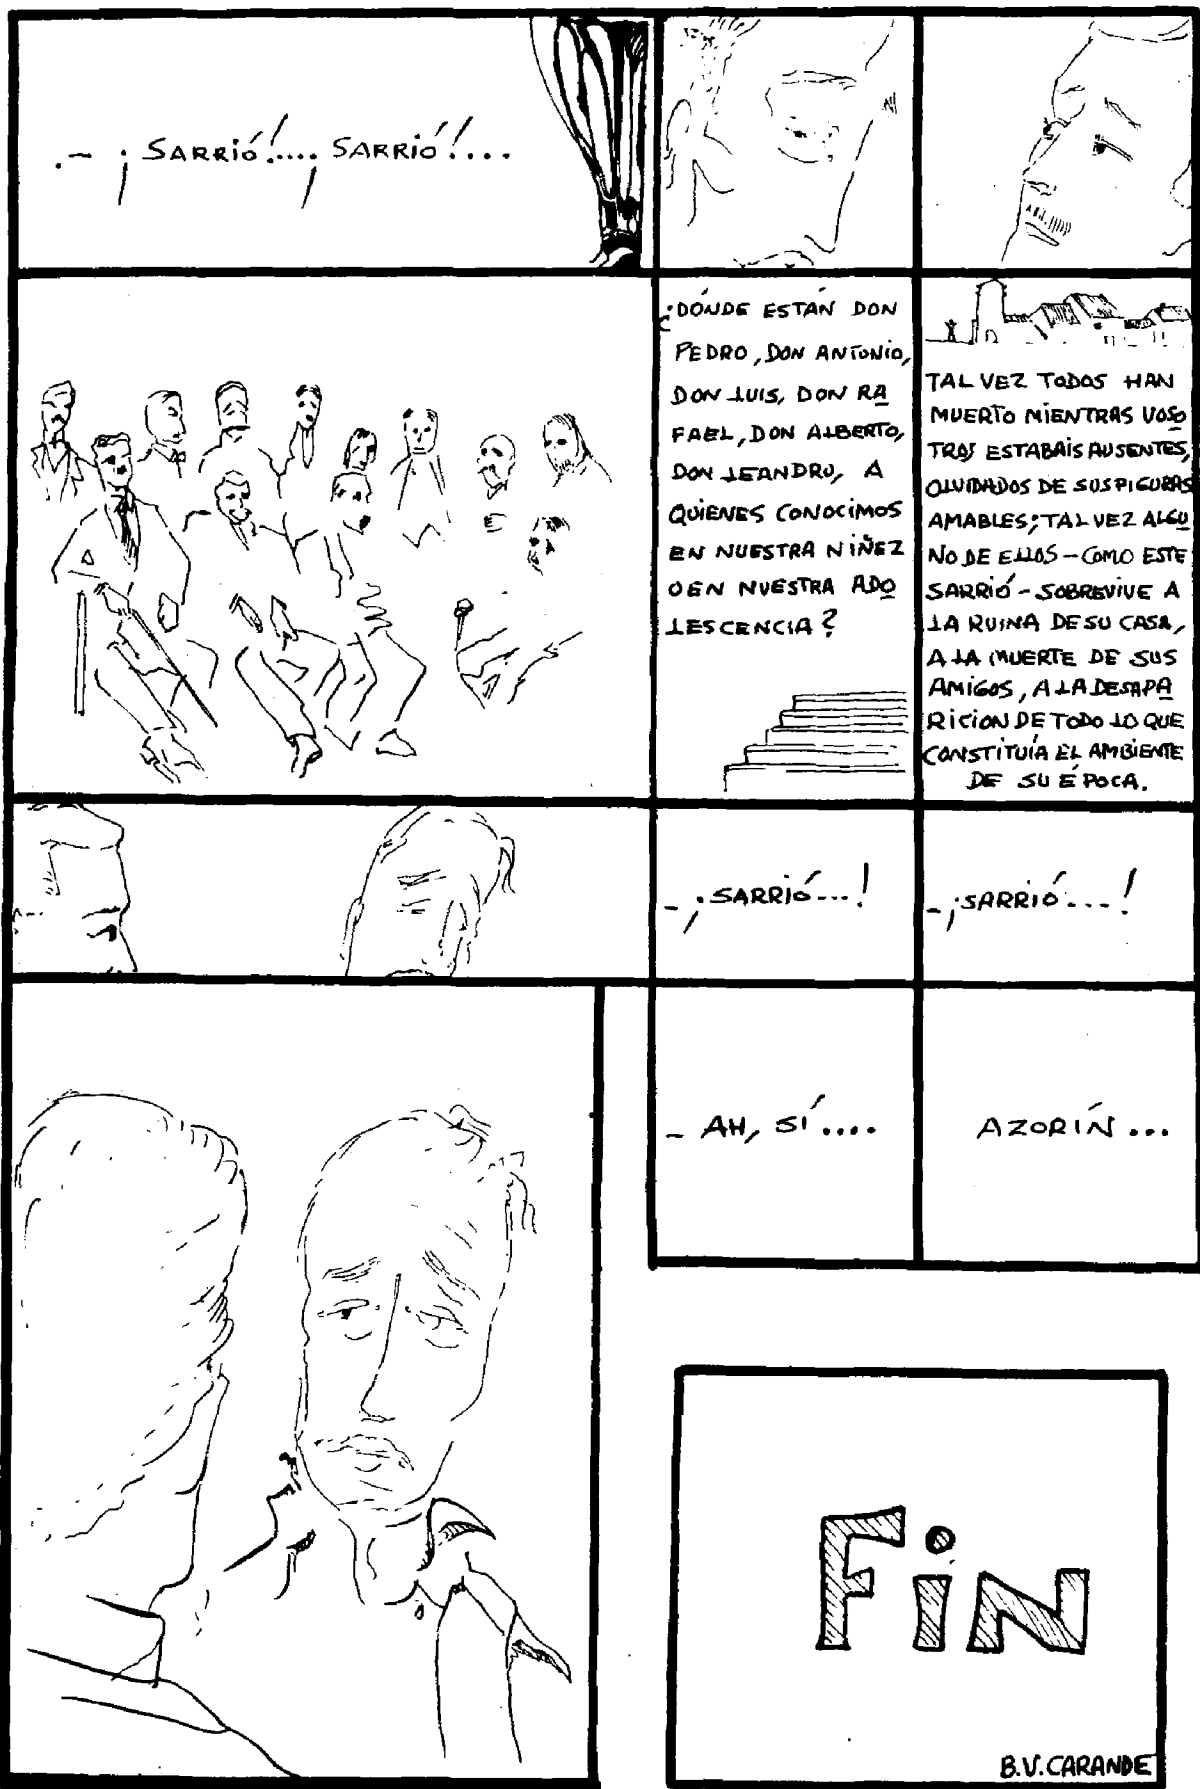 .- ¡SARRIÓ!.... ¡SARRIÓ!....
¿DÓNDE ESTÁN DON
PEDRO, DON ANTONIO,
DON LUIS, DON RA
FAEL, DON ALBERTO,
DON LEANDRO, A
QUIENES CONOCIMOS
EN NUESTRA NIÑEZ
O EN NUESTRA ADO
LESCENCIA?
TAL VEZ TODOS HAN
MUERTO MIENTRAS VOSO
TROS ESTABAIS AUSENTES,
OLVIDADOS DE SUS FIGURAS
AMABLES; TAL VEZ ALGU
NO DE ELLOS - COMO ESTE
SARRIÓ - SOBREVIVE A
LA RUINA DE SU CASA,
A LA MUERTE DE SUS
AMIGOS, A LA DESAPA
RICION DE TODO LO QUE
CONSTITUÍA EL AMBIENTE
DE SU ÉPOCA.
- ¡SARRIÓ...!
- ¡SARRIÓ....!
- AH, SÍ....
AZORÍN...
FiN
B.V.CARANDE